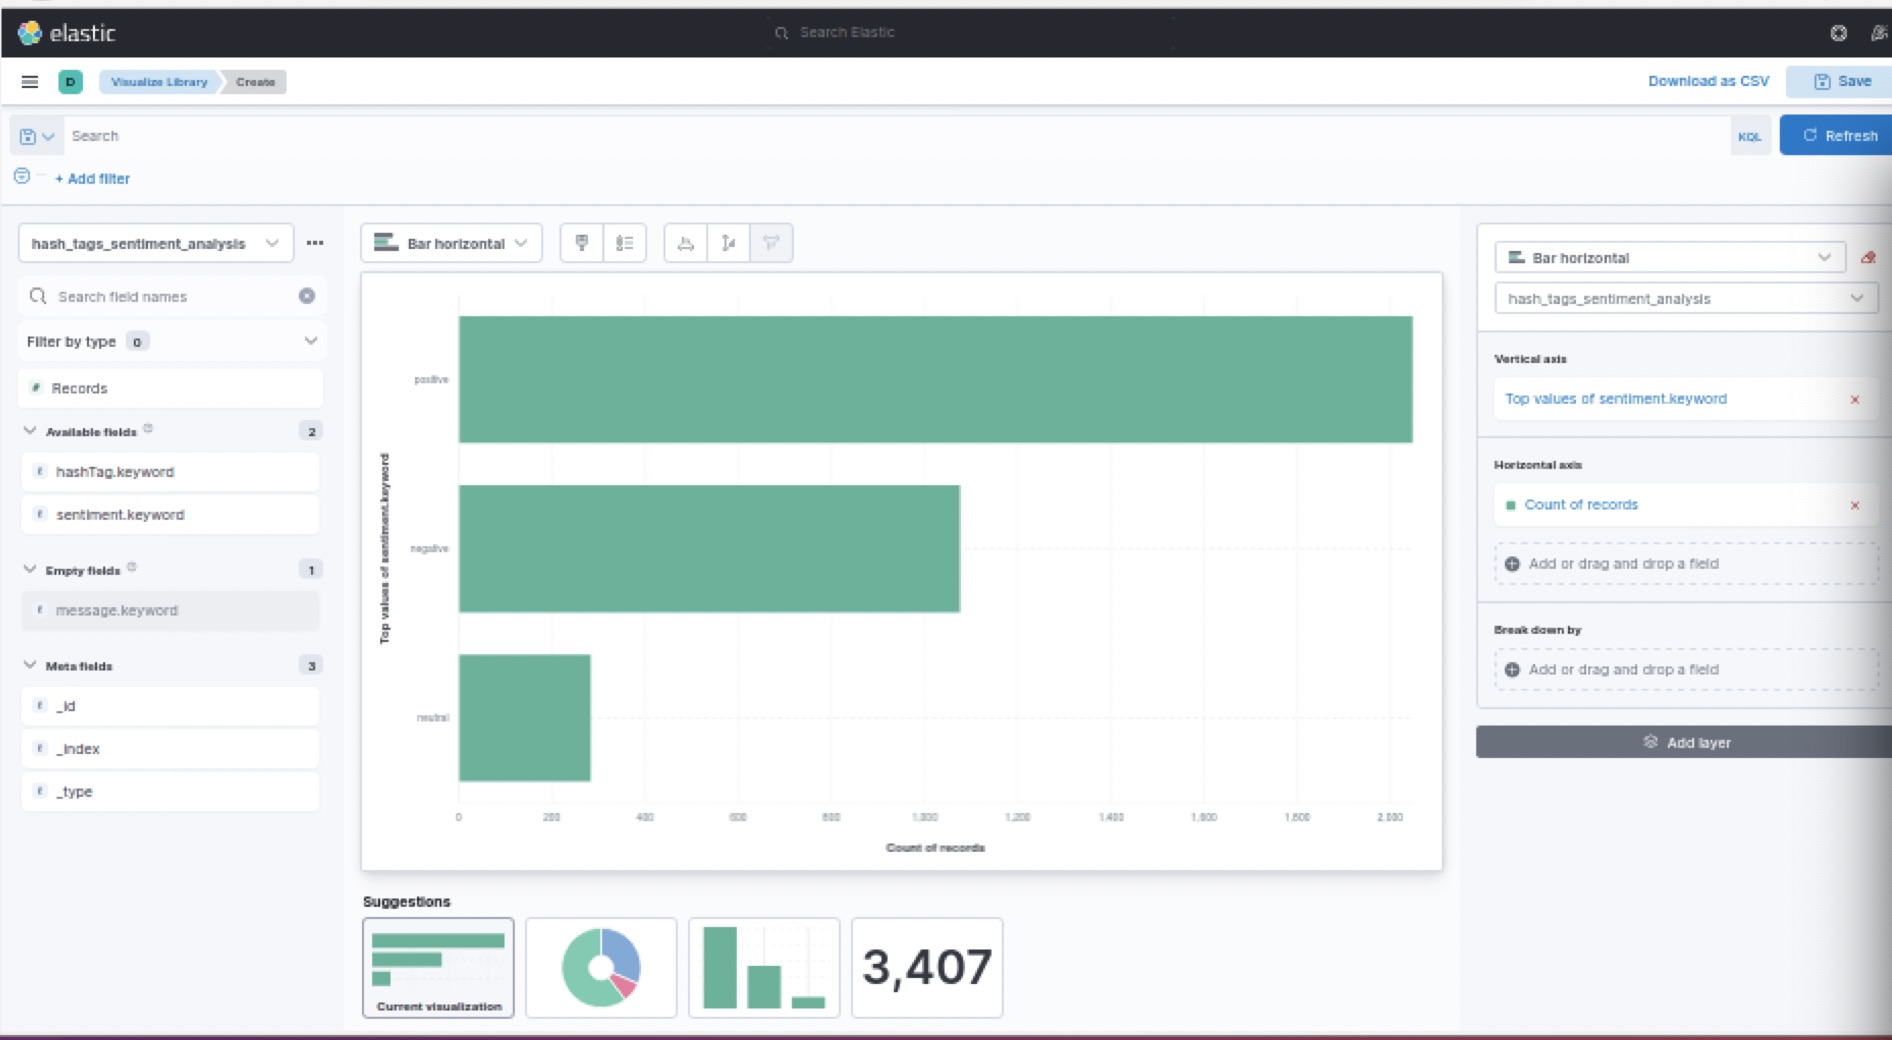 elastic
Search Elastic
D
Visualize Library
Create
Download as CSV
Save
Search
KQL
Refresh
+ Add filter
hash_tags_sentiment_analysis
Bar horizontal
Bar horizontal
hash_tags_sentiment_analysis
Search field names
Filter by type 0
Records
Available fields 2
hashTag.keyword
sentiment.keyword
Empty fields 1
message.keyword
Meta fields 3
_id
_index
_type
Top values of sentiment.keyword
positive
negative
neutral
0 200 400 600 800 1,000 1,200 1,400 1,600 1,800 2,000
Count of records
Vertical axis
Top values of sentiment.keyword
Horizontal axis
Count of records
Add or drag and drop a field
Break down by
Add or drag and drop a field
Add layer
Suggestions
Current visualization
3,407